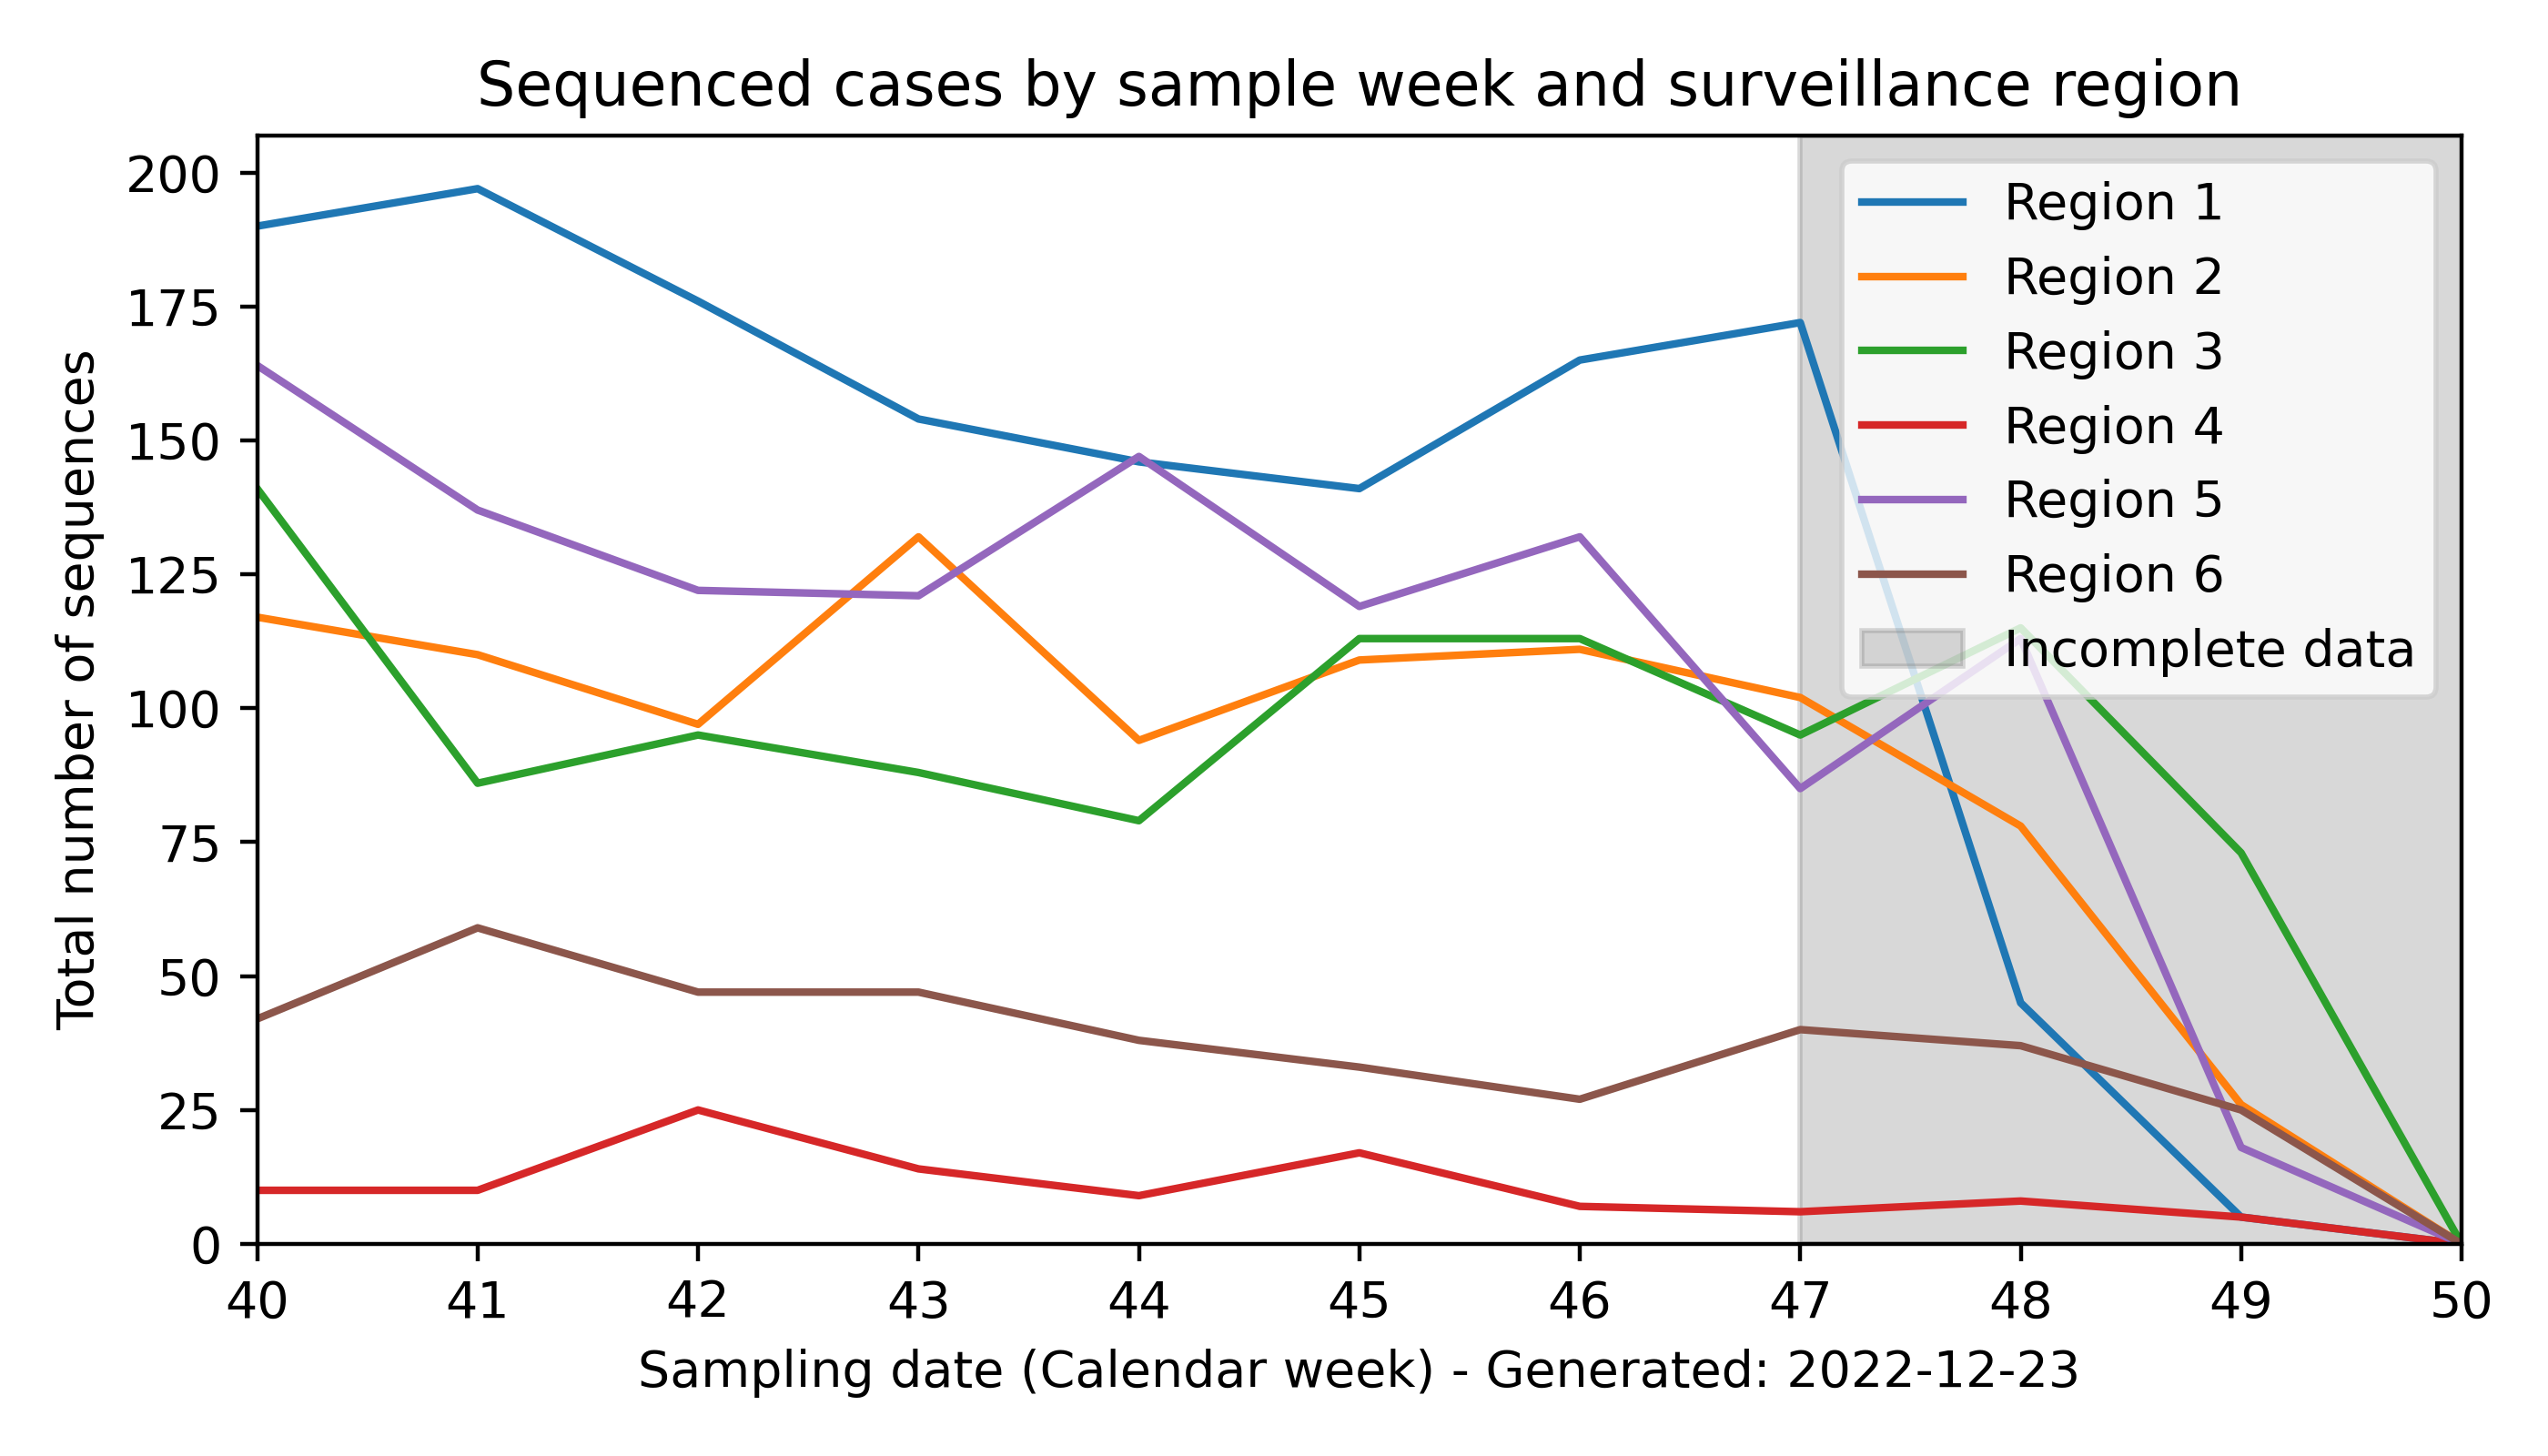 Sequenced cases by sample week and surveillance region
Total number of sequences
200
175
150
125
100
75
50
25
0
Region 1
Region 2
Region 3
Region 4
Region 5
Region 6
Incomplete data
40 41 42 43 44 45 46 47 48 49 50
Sampling date (Calendar week) - Generated: 2022-12-23